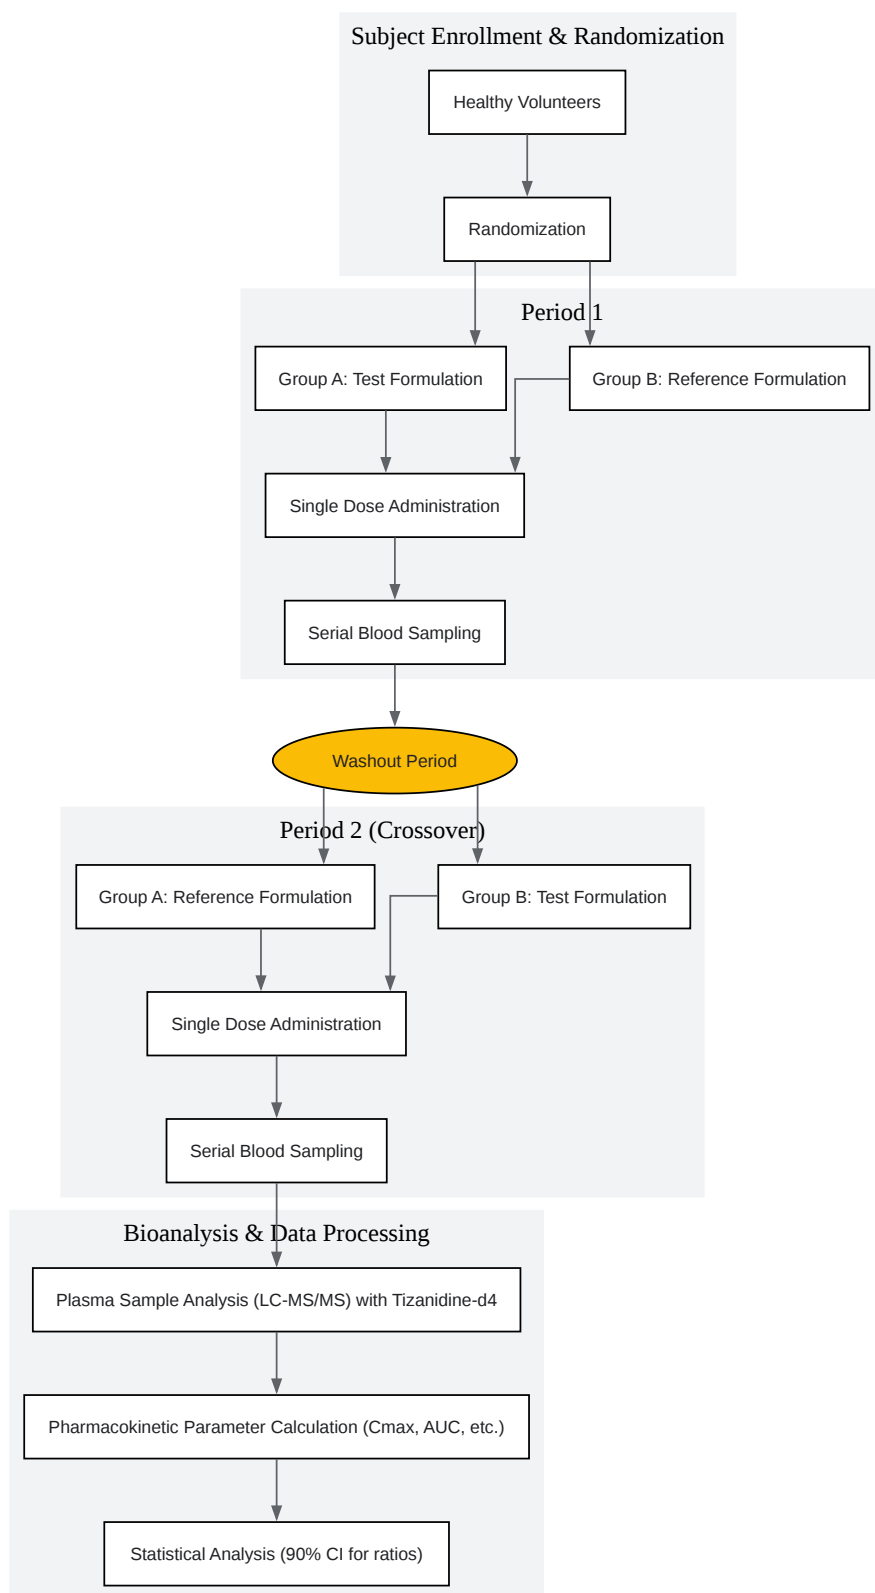 Subject Enrollment & Randomization
Healthy Volunteers
Randomization
Period 1
Group A: Test Formulation
Group B: Reference Formulation
Single Dose Administration
Serial Blood Sampling
Washout Period
Period 2 (Crossover)
Group A: Reference Formulation
Group B: Test Formulation
Single Dose Administration
Serial Blood Sampling
Bioanalysis & Data Processing
Plasma Sample Analysis (LC-MS/MS) with Tizanidine-d4
Pharmacokinetic Parameter Calculation (Cmax, AUC, etc.)
Statistical Analysis (90% CI for ratios)